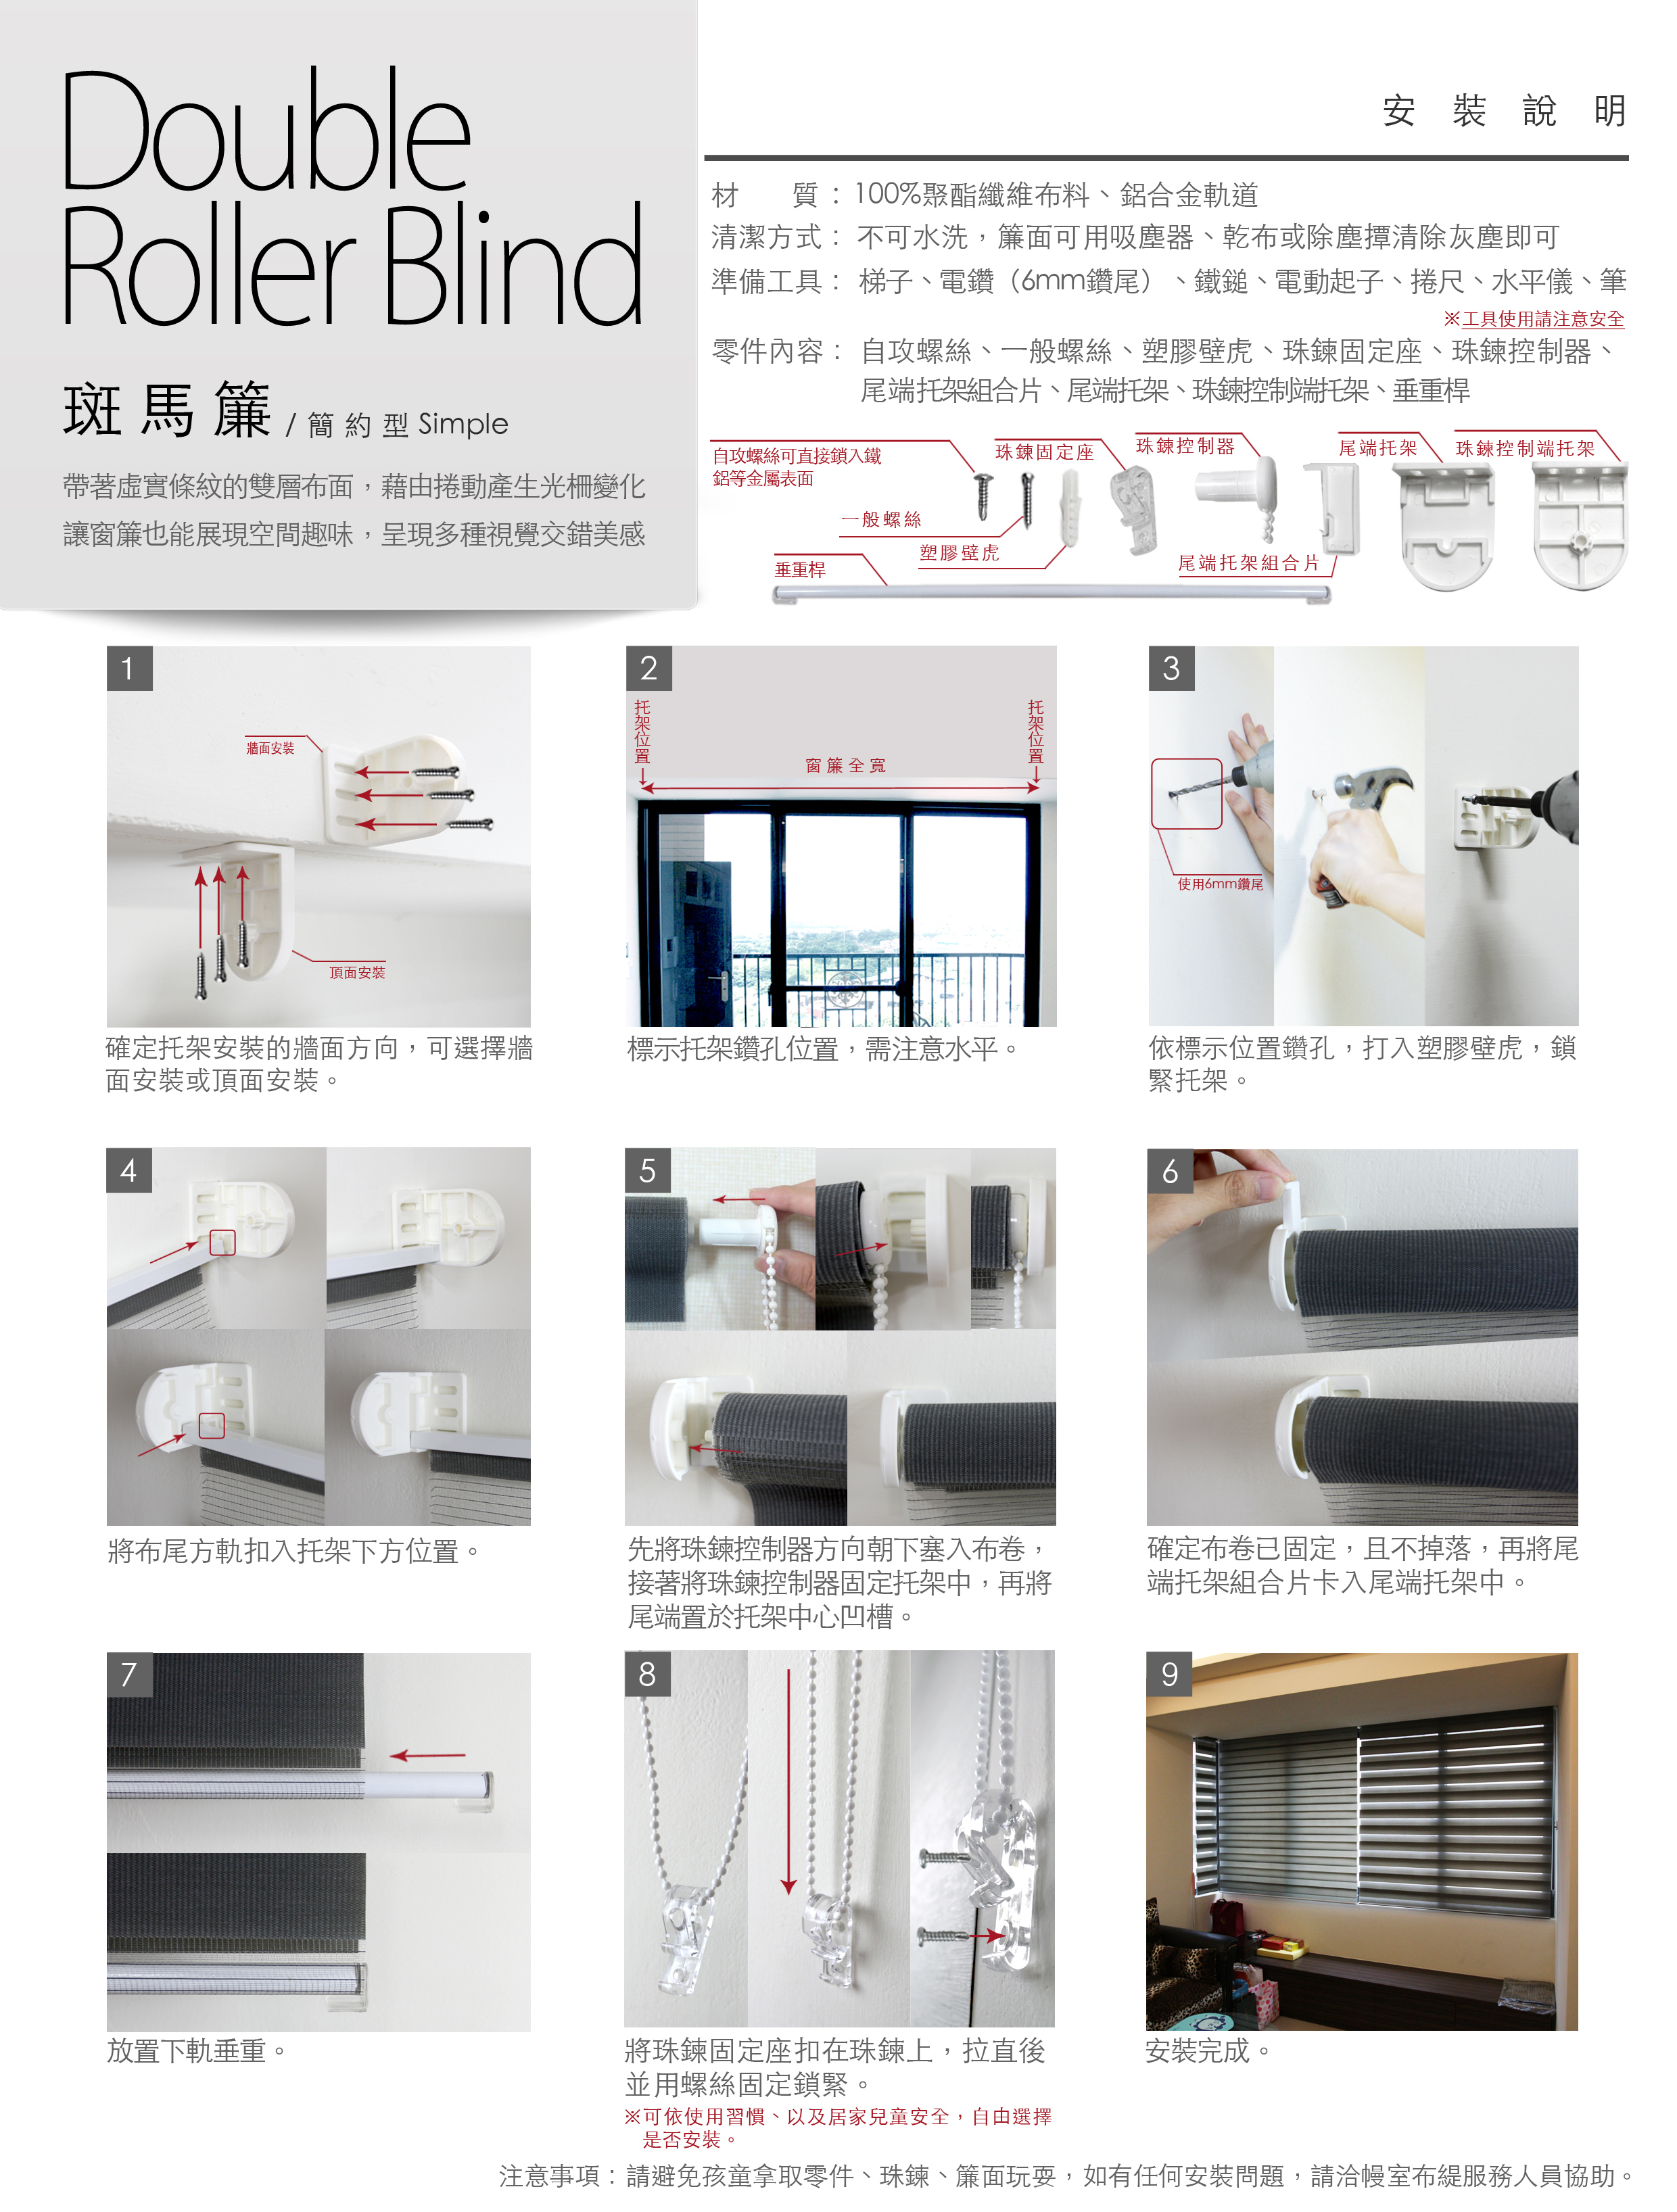 Double
Roller Blind
斑馬簾 / 簡約型 Simple
帶著虛實條紋的雙層布面，藉由捲動產生光柵變化
讓窗簾也能展現空間趣味，呈現多種視覺交錯美感
安裝說明
材　質：100%聚酯纖維布料、鋁合金軌道
清潔方式：不可水洗，簾面可用吸塵器、乾布或除塵撢清除灰塵即可
準備工具：梯子、電鑽（6mm鑽尾）、鐵鎚、電動起子、捲尺、水平儀、筆
※工具使用請注意安全
零件內容：自攻螺絲、一般螺絲、塑膠壁虎、珠鍊固定座、珠鍊控制器、
尾端托架組合片、尾端托架、珠鍊控制端托架、垂重桿
自攻螺絲可直接鎖入鐵
鋁等金屬表面
珠鍊固定座
珠鍊控制器
尾端托架
珠鍊控制端托架
一般螺絲
塑膠壁虎
尾端托架組合片
垂重桿
1
牆面安裝
頂面安裝
確定托架安裝的牆面方向，可選擇牆
面安裝或頂面安裝。
2
托架位置
窗簾全寬
托架位置
標示托架鑽孔位置，需注意水平。
3
使用6mm鑽尾
依標示位置鑽孔，打入塑膠壁虎，鎖
緊托架。
4
將布尾方軌扣入托架下方位置。
5
先將珠鍊控制器方向朝下塞入布卷，
接著將珠鍊控制器固定托架中，再將
尾端置於托架中心凹槽。
6
確定布卷已固定，且不掉落，再將尾
端托架組合片卡入尾端托架中。
7
放置下軌垂重。
8
將珠鍊固定座扣在珠鍊上，拉直後
並用螺絲固定鎖緊。
※可依使用習慣、以及居家兒童安全，自由選擇
是否安裝。
9
安裝完成。
注意事項：請避免孩童拿取零件、珠鍊、簾面玩耍，如有任何安裝問題，請洽幔室布緹服務人員協助。